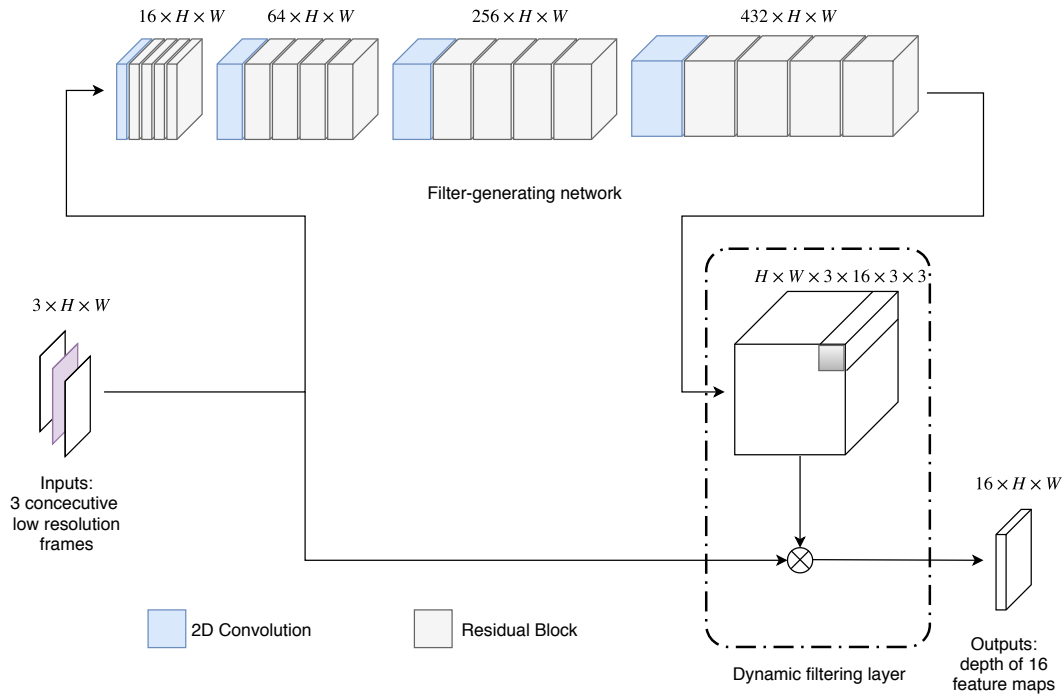 16 × H × W
64 × H × W
256 × H × W
432 × H × W
Filter-generating network
H × W × 3 × 16 × 3 × 3
3 × H × W
Inputs:
3 concecutive
low resolution
frames
16 × H × W
2D Convolution
Residual Block
Dynamic filtering layer
Outputs:
depth of 16
feature maps